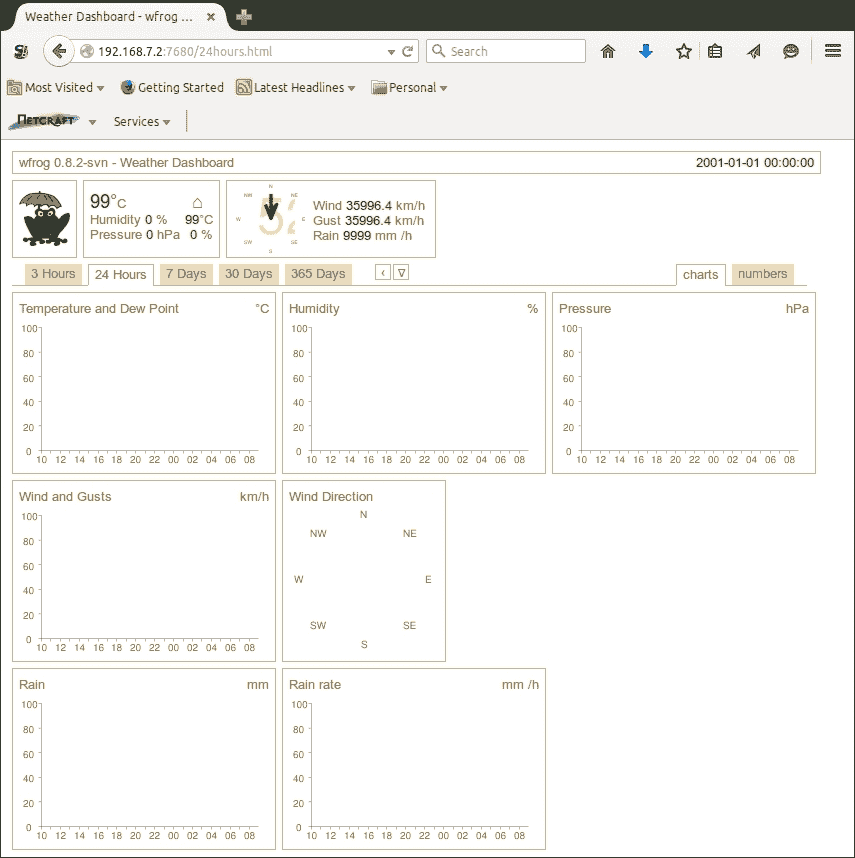 Weather Dashboard - wfrog ...
192.168.7.2:7680/24hours.html
Search
Most Visited Getting Started Latest Headlines Personal
NETCRAFT Services
wfrog 0.8.2-svn - Weather Dashboard 2001-01-01 00:00:00
99°C
Humidity 0 % 99°C
Pressure 0 hPa 0 %
N
NW NE
W E
SW SE
S
Wind 35996.4 km/h
Gust 35996.4 km/h
Rain 9999 mm /h
3 Hours 24 Hours 7 Days 30 Days 365 Days charts numbers
Temperature and Dew Point °C
100
80
60
40
20
0
10 12 14 16 18 20 22 00 02 04 06 08
Humidity %
100
80
60
40
20
0
10 12 14 16 18 20 22 00 02 04 06 08
Pressure hPa
100
80
60
40
20
0
10 12 14 16 18 20 22 00 02 04 06 08
Wind and Gusts km/h
100
80
60
40
20
0
10 12 14 16 18 20 22 00 02 04 06 08
Wind Direction
N
NW NE
W E
SW SE
S
Rain mm
100
80
60
40
20
0
10 12 14 16 18 20 22 00 02 04 06 08
Rain rate mm /h
100
80
60
40
20
0
10 12 14 16 18 20 22 00 02 04 06 08